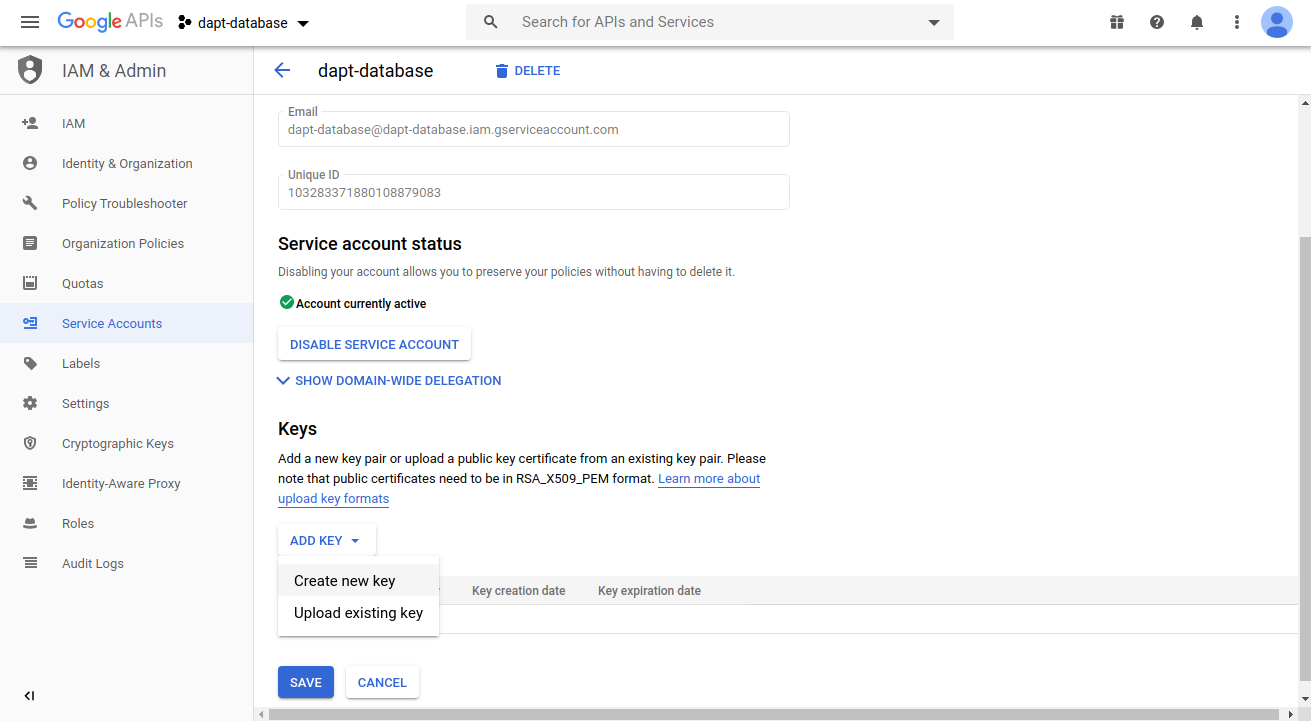 Google APIs
dapt-database
Search for APIs and Services
IAM & Admin
dapt-database
DELETE
IAM
Identity & Organization
Policy Troubleshooter
Organization Policies
Quotas
Service Accounts
Labels
Settings
Cryptographic Keys
Identity-Aware Proxy
Roles
Audit Logs
Email
dapt-database@dapt-database.iam.gserviceaccount.com
Unique ID
103283371880108879083
Service account status
Disabling your account allows you to preserve your policies without having to delete it.
Account currently active
DISABLE SERVICE ACCOUNT
SHOW DOMAIN-WIDE DELEGATION
Keys
Add a new key pair or upload a public key certificate from an existing key pair. Please
note that public certificates need to be in RSA_X509_PEM format. Learn more about
upload key formats
ADD KEY
Create new key
Upload existing key
Key creation date
Key expiration date
SAVE
CANCEL